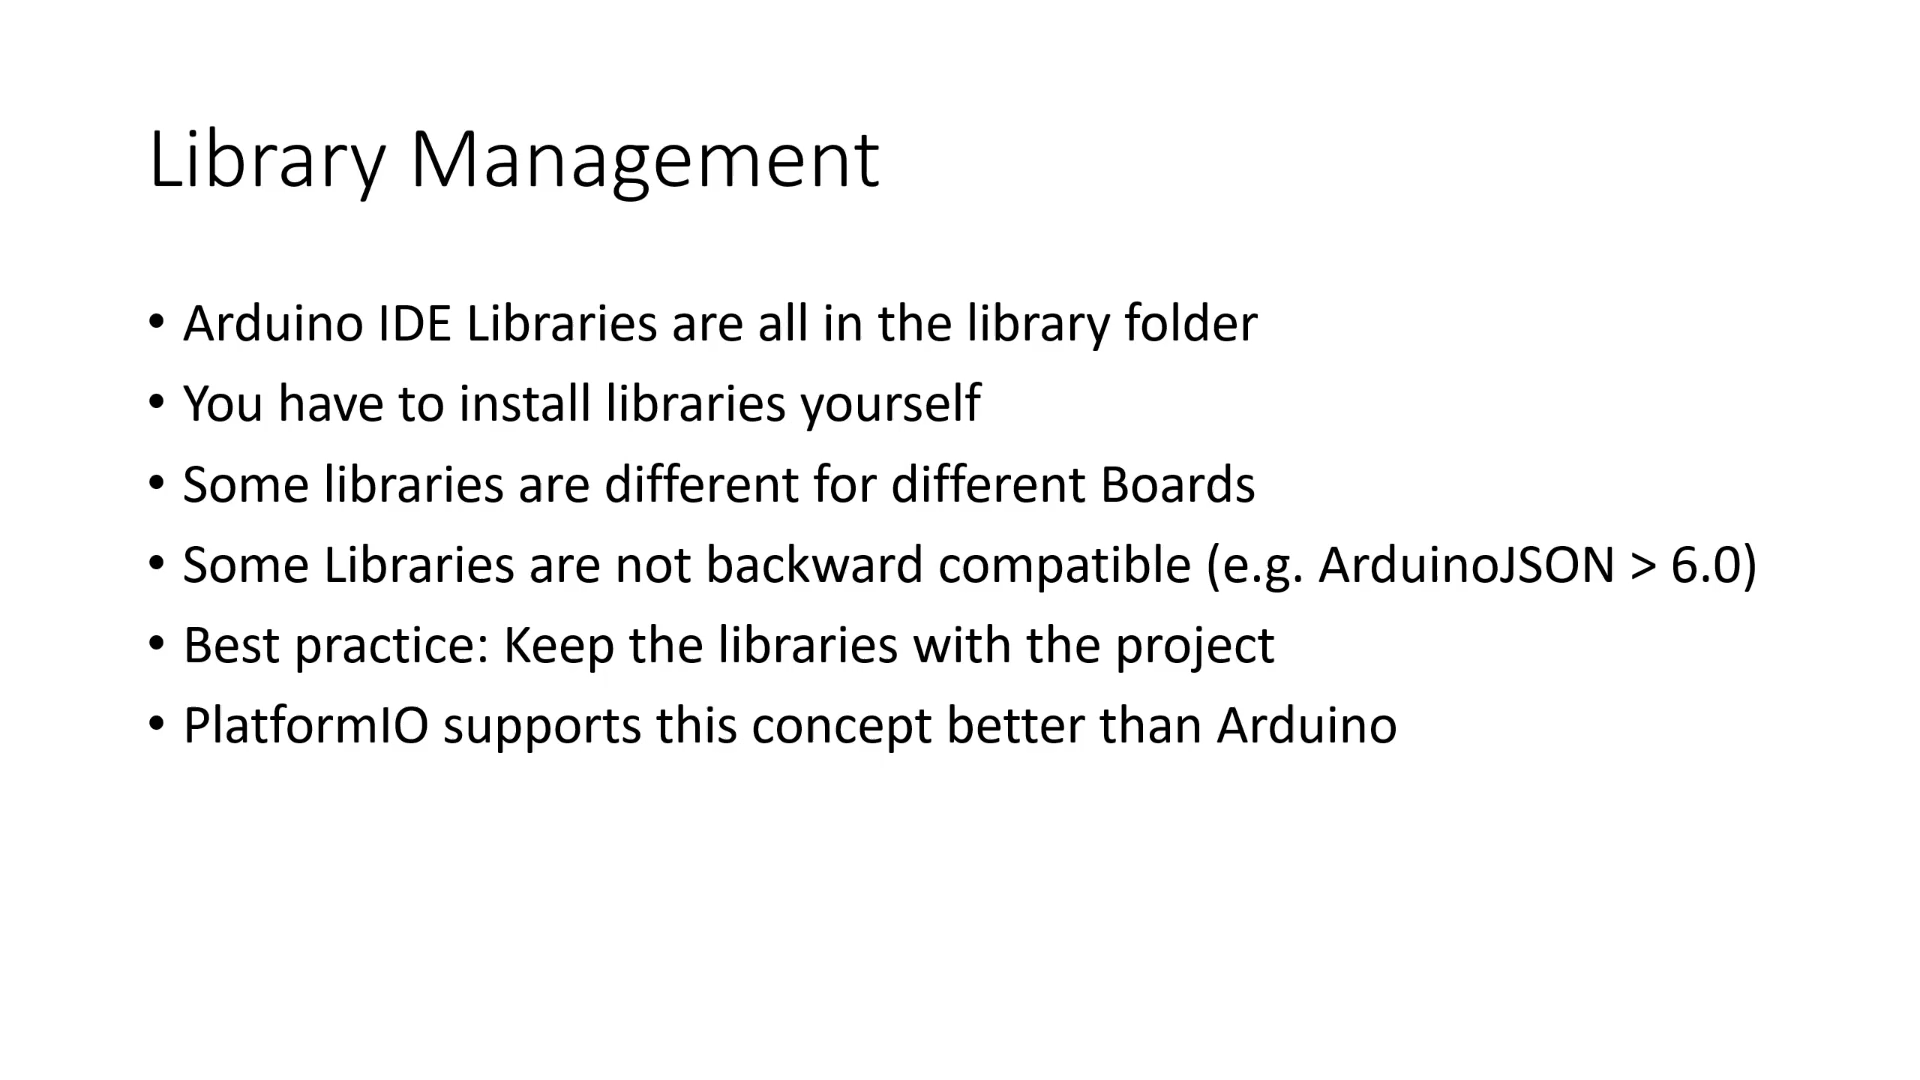 Library Management
• Arduino IDE Libraries are all in the library folder
• You have to install libraries yourself
• Some libraries are different for different Boards
• Some Libraries are not backward compatible (e.g. ArduinoJSON > 6.0)
• Best practice: Keep the libraries with the project
• PlatformIO supports this concept better than Arduino